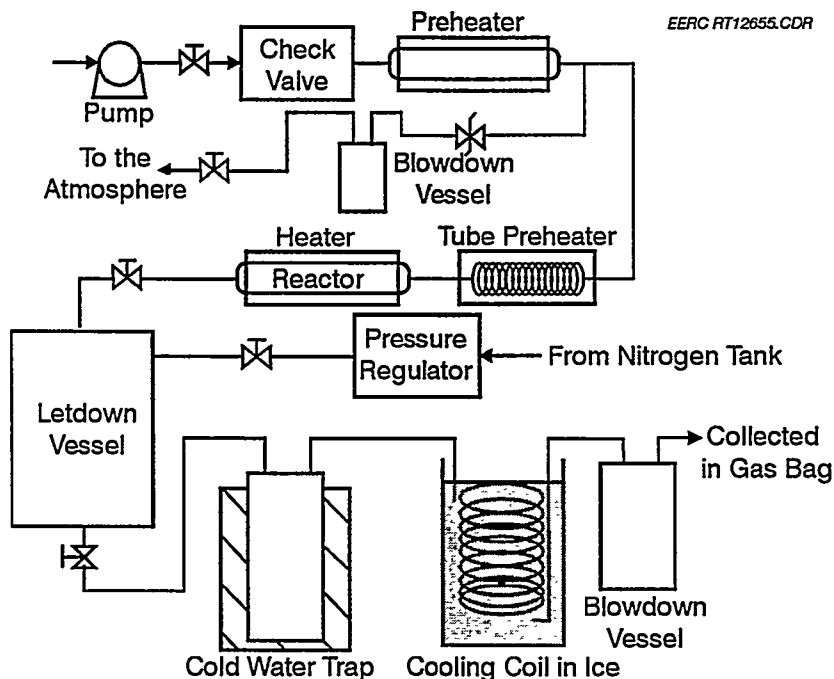 Preheater
EERC RT12655.CDR
Check
Valve
Pump
To the
Atmosphere
Blowdown
Vessel
Heater
Tube Preheater
Reactor
Pressure
Regulator
From Nitrogen Tank
Letdown
Vessel
Collected
in Gas Bag
Blowdown
Vessel
Cold Water Trap
Cooling Coil in Ice